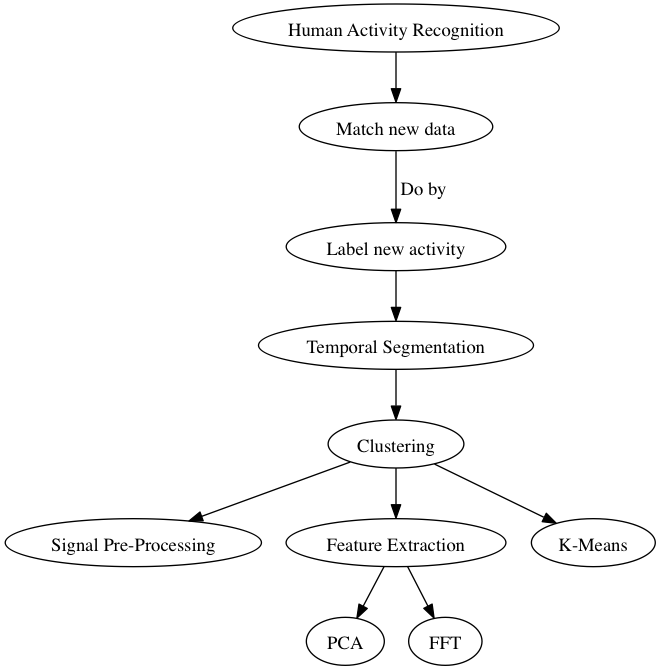 Human Activity Recognition
Match new data
Do by
Label new activity
Temporal Segmentation
Clustering
Signal Pre-Processing
Feature Extraction
K-Means
PCA
FFT